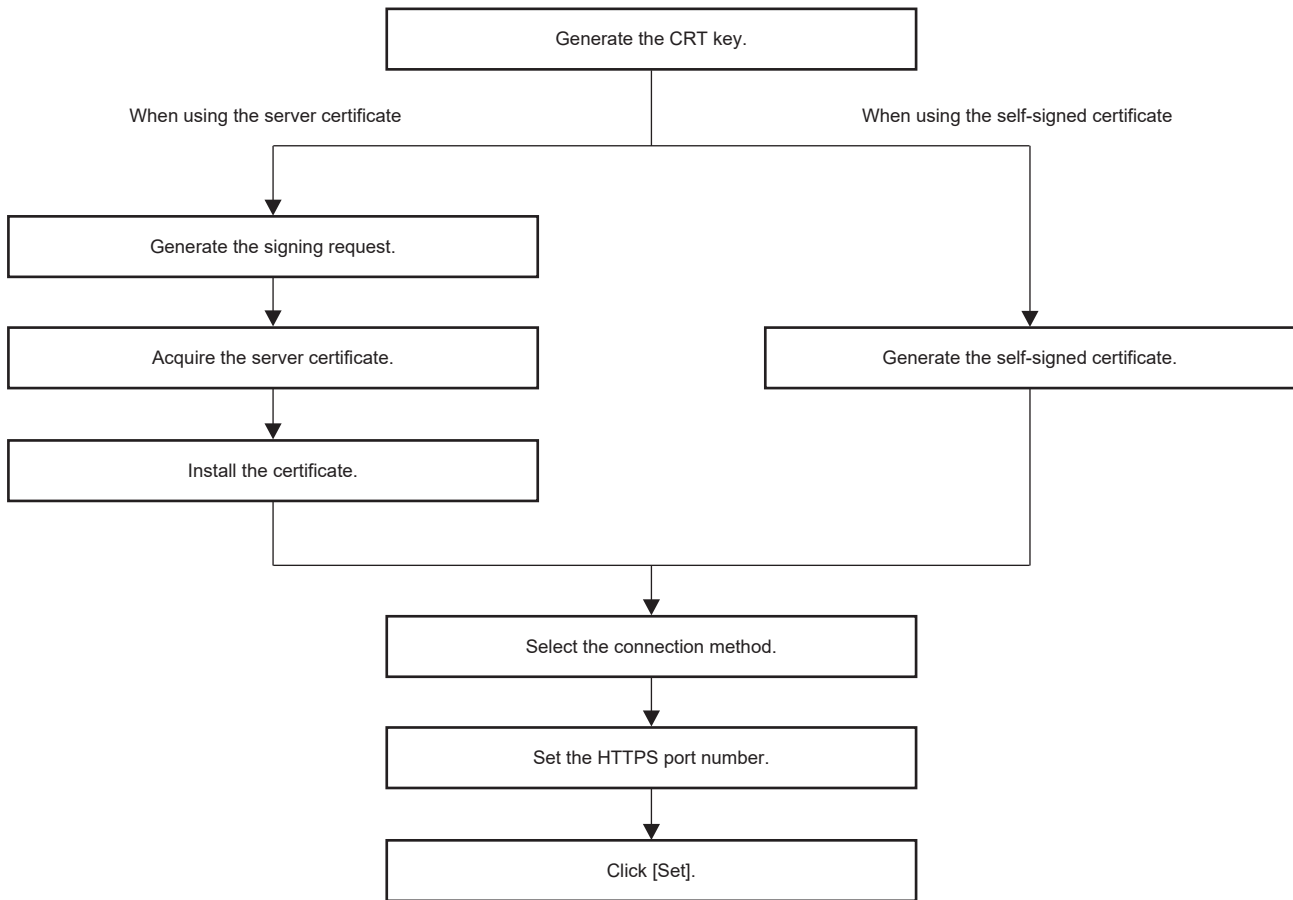 Generate the CRT key.
When using the server certificate
When using the self-signed certificate
Generate the signing request.
Acquire the server certificate.
Generate the self-signed certificate.
Install the certificate.
Select the connection method.
Set the HTTPS port number.
Click [Set].